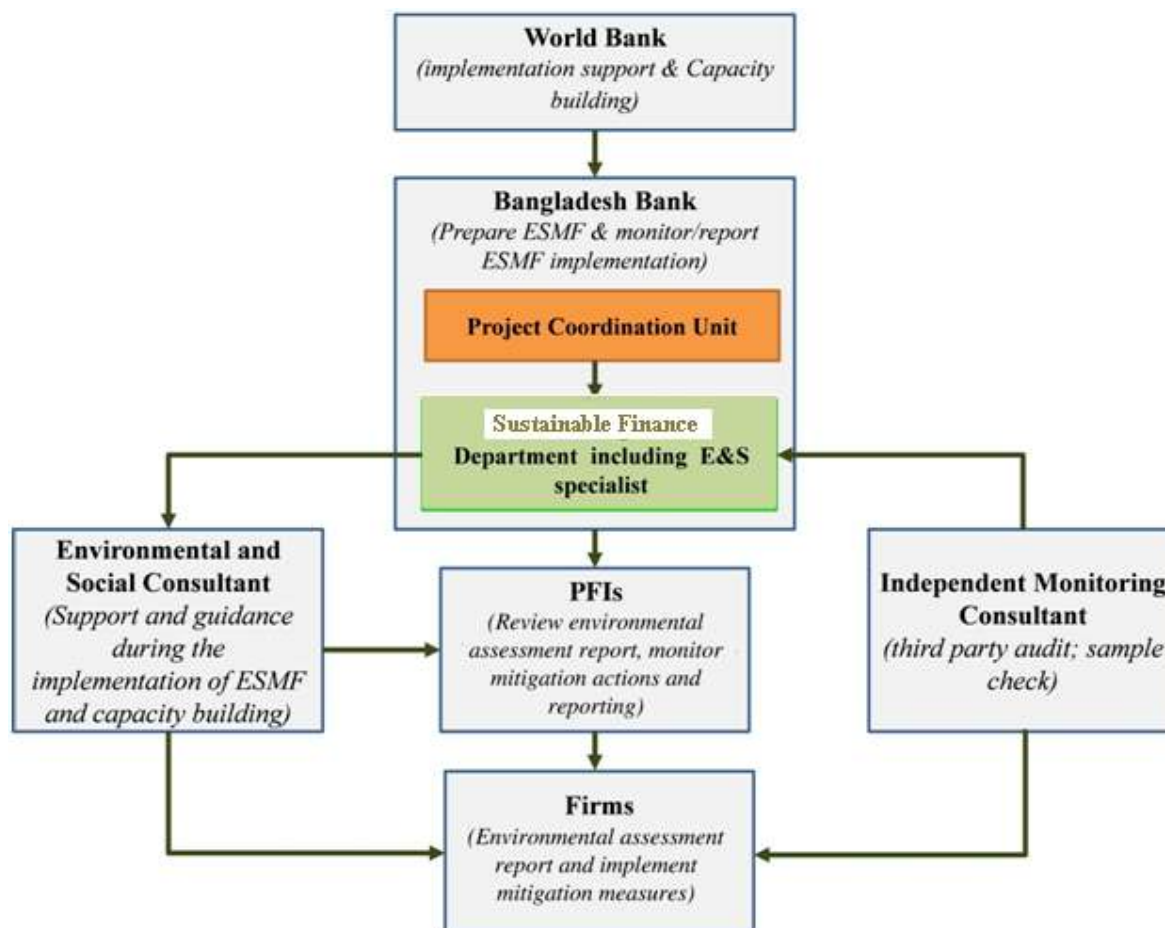 World Bank
(implementation support & Capacity
building)
Bangladesh Bank
(Prepare ESMF & monitor/report
ESMF implementation)
Project Coordination Unit
Sustainable Finance
Department including E&S
specialist
Environmental and
Social Consultant
(Support and guidance
during the
implementation of ESMF
and capacity building)
PFIs
(Review environmental
assessment report, monitor
mitigation actions and
reporting)
Independent Monitoring
Consultant
(third party audit; sample
check)
Firms
(Environmental assessment
report and implement
mitigation measures)